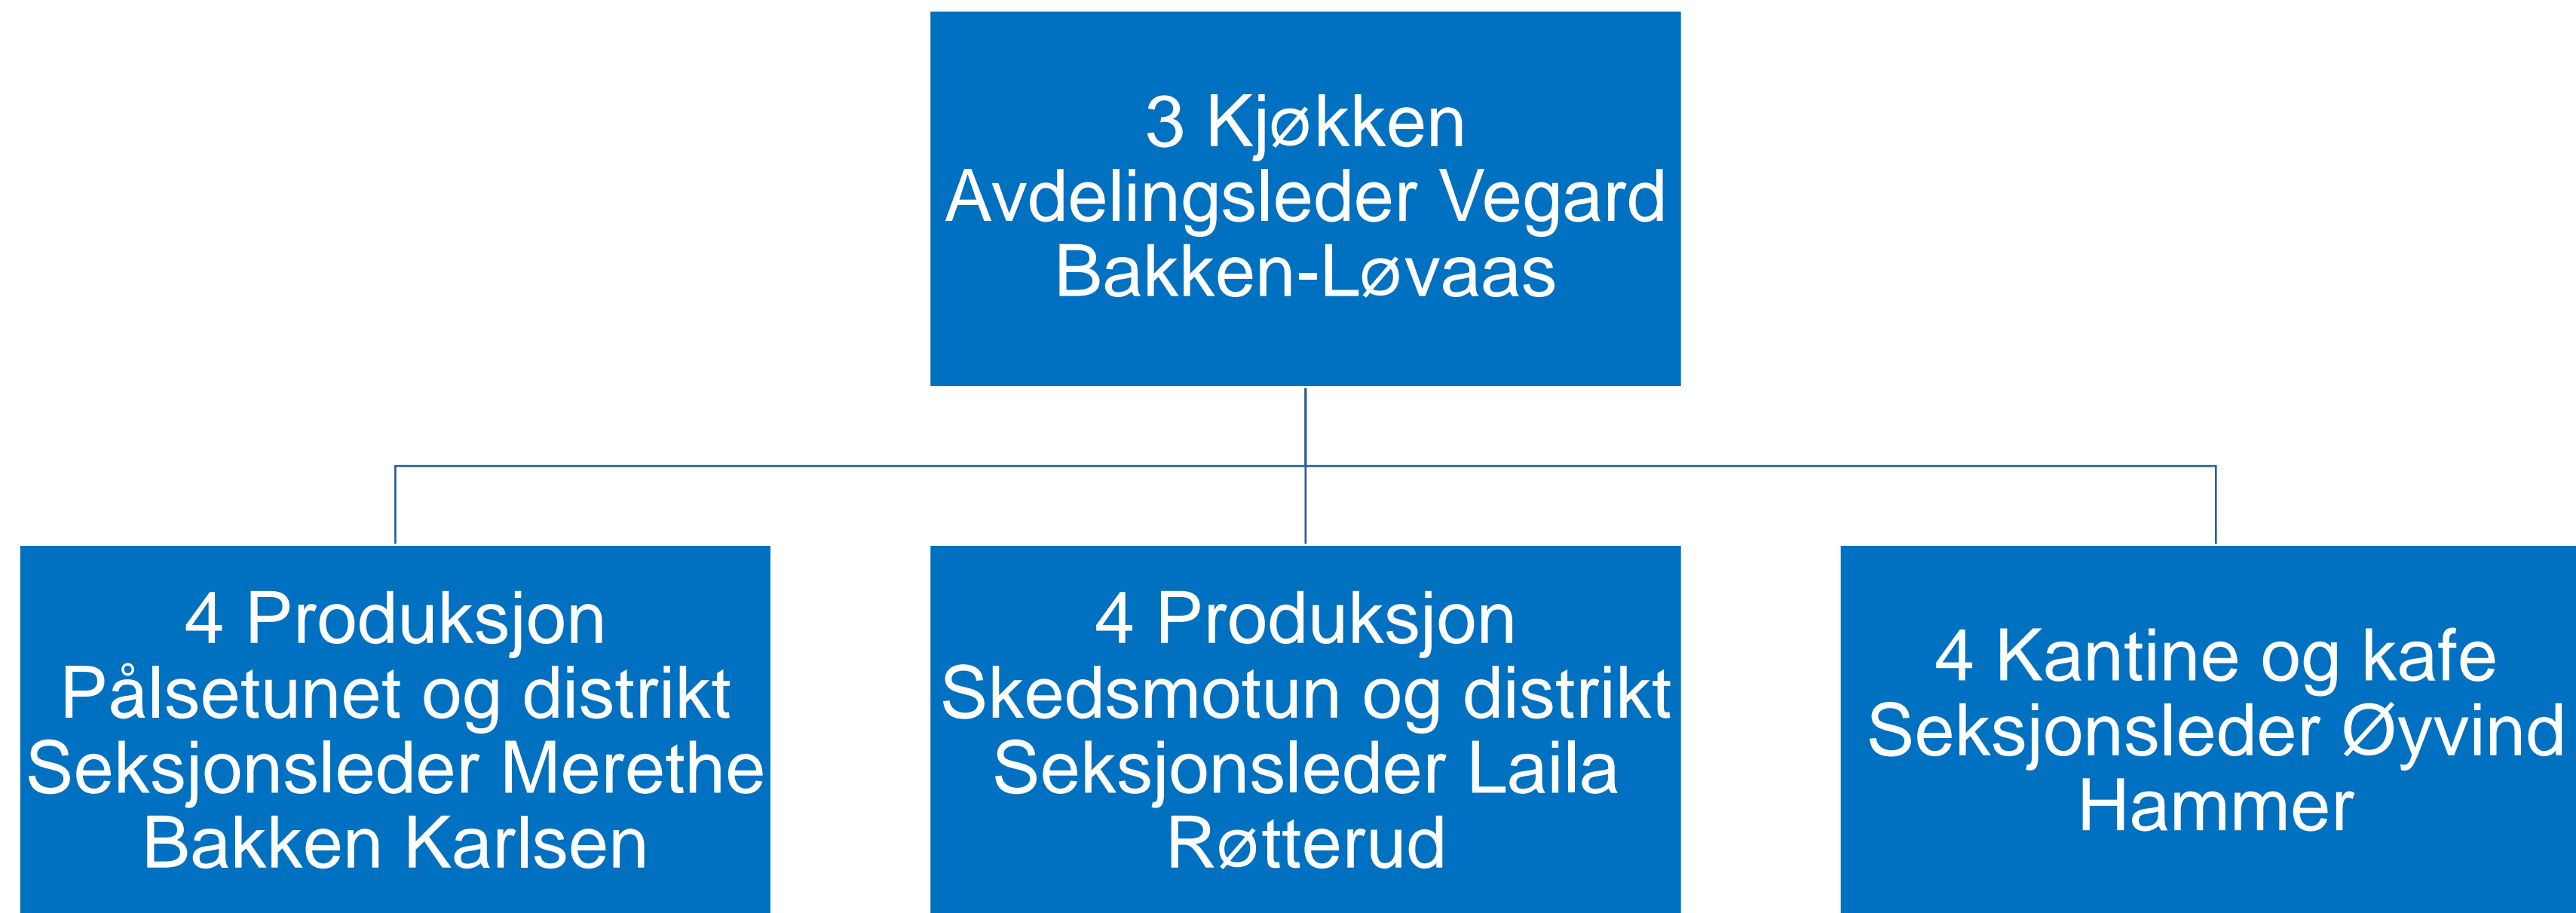 3 Kjøkken
Avdelingsleder Vegard
Bakken-Løvaas
4 Produksjon
Pålsetunet og distrikt
Seksjonsleder Merethe
Bakken Karlsen
4 Produksjon
Skedsmotun og distrikt
Seksjonsleder Laila
Røtterud
4 Kantine og kafe
Seksjonsleder Øyvind
Hammer